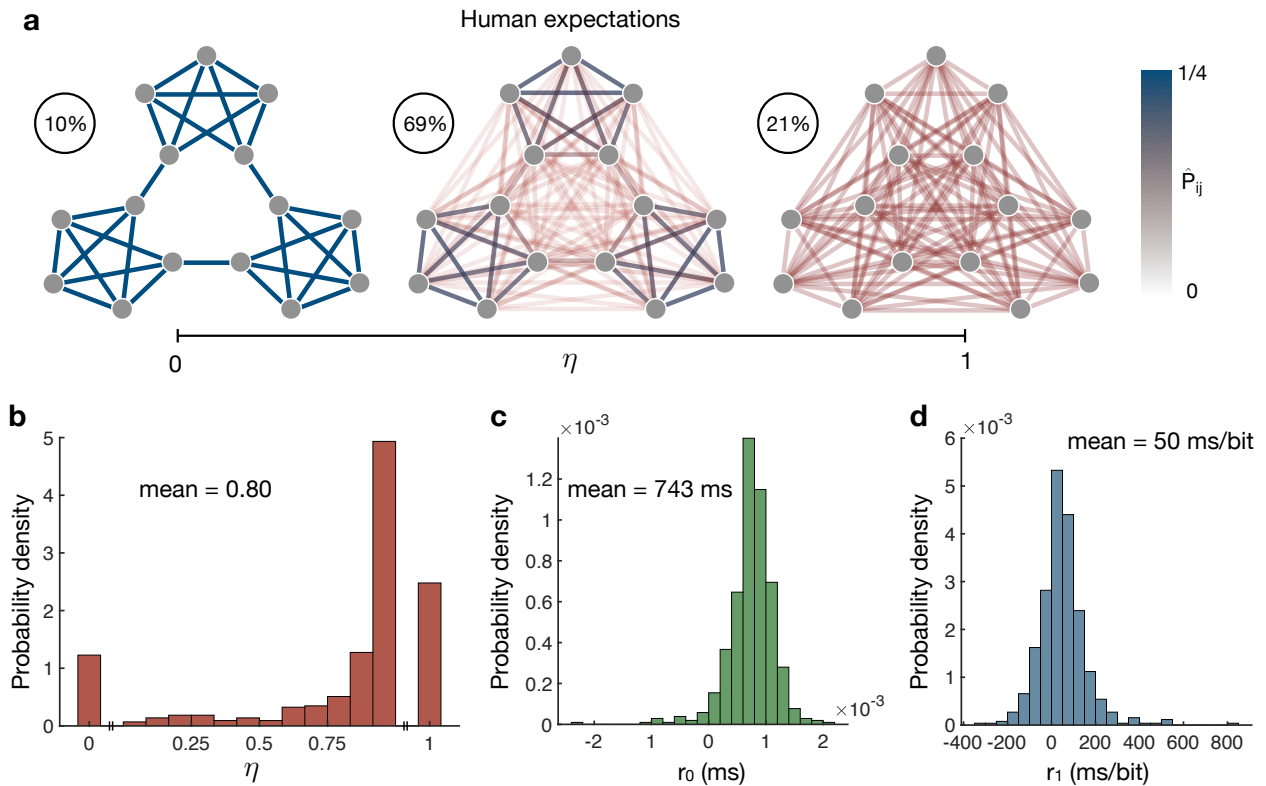 a
Human expectations
10%
69%
21%
1/4
P̂ij
0
0
η
1
b
mean = 0.80
Probability density
5
4
3
2
1
0
0
0.25
0.5
0.75
1
η
c
×10-3
mean = 743 ms
Probability density
1.2
1
0.8
0.6
0.4
0.2
0
×10-3
-2
1
0
1
2
r0 (ms)
d
×10-3
mean = 50 ms/bit
Probability density
6
5
4
3
2
1
0
-400
-200
0
200
400
600
800
r1 (ms/bit)